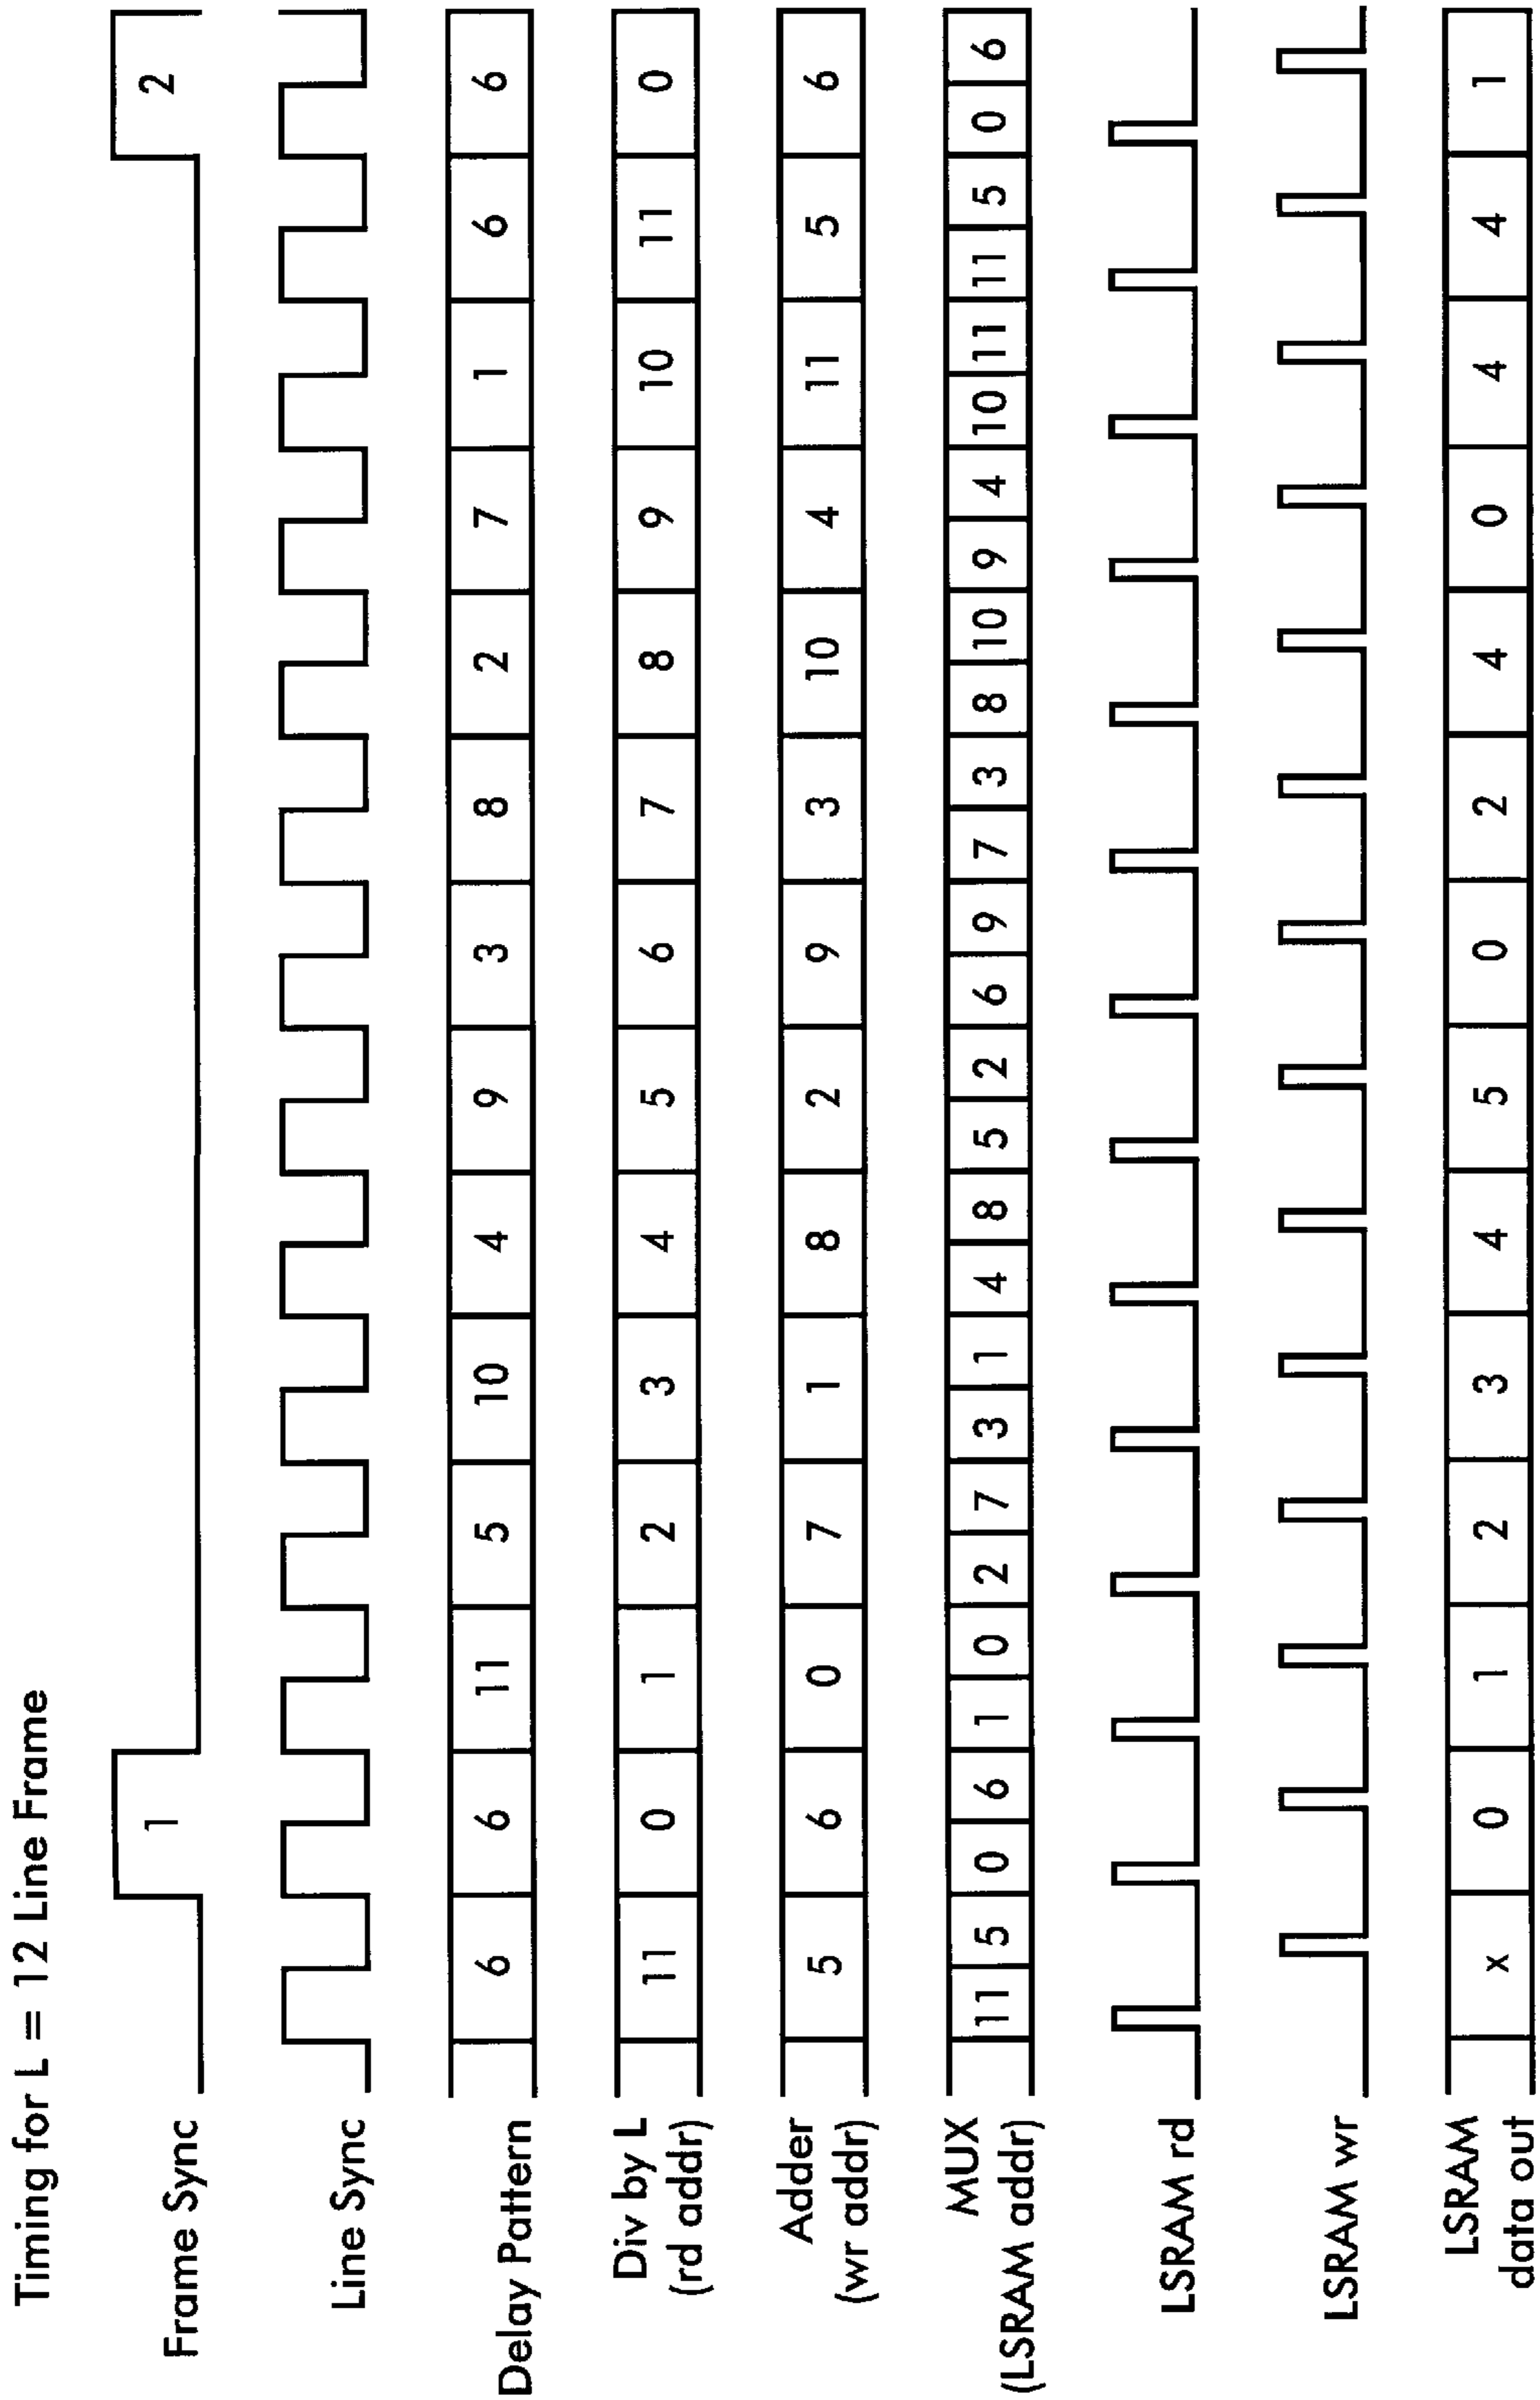 Timing for L = 12 Line Frame
Frame Sync 1 2
Line Sync
Delay Pattern 6 6 11 5 10 4 9 3 8 2 7 1 6 6
Div by L 11 0 1 2 3 4 5 6 7 8 9 10 11 0
(rd addr)
Adder 5 6 0 7 1 8 2 9 3 10 4 11 5 6
(wr addr)
MUX 11 5 0 6 1 0 2 7 3 1 4 8 5 2 6 9 7 3 8 10 9 4 10 11 11 5 0 6
(LSRAM addr)
LSRAM rd
LSRAM wr
LSRAM x 0 1 2 3 4 5 0 2 4 0 4 4 1
data out